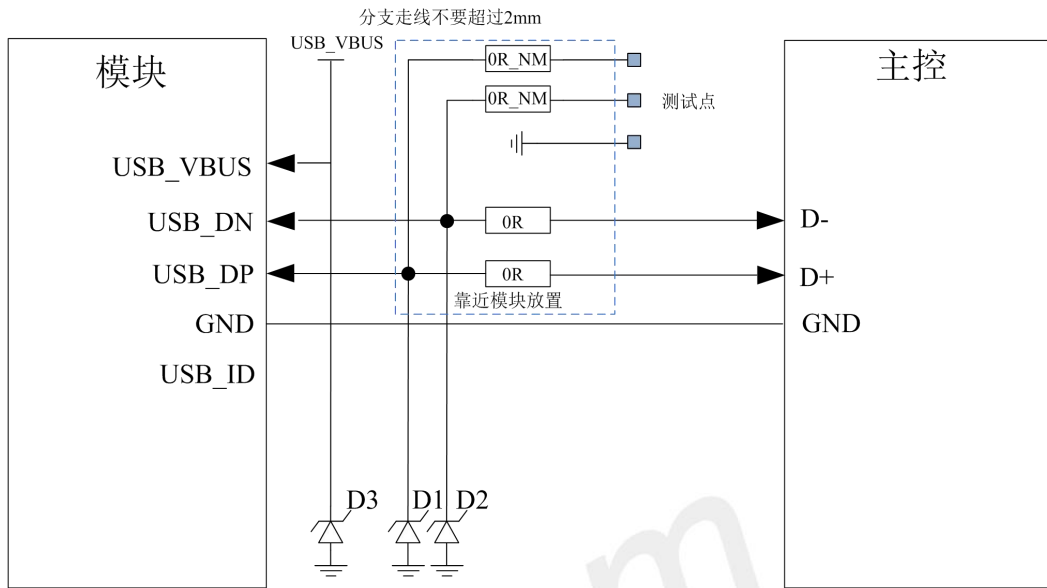 分支走线不要超过2mm
USB_VBUS
模块
主控
0R_NM
0R_NM
测试点
USB_VBUS
USB_DN
0R
D-
USB_DP
0R
D+
靠近模块放置
GND
GND
USB_ID
D3
D1
D2
m